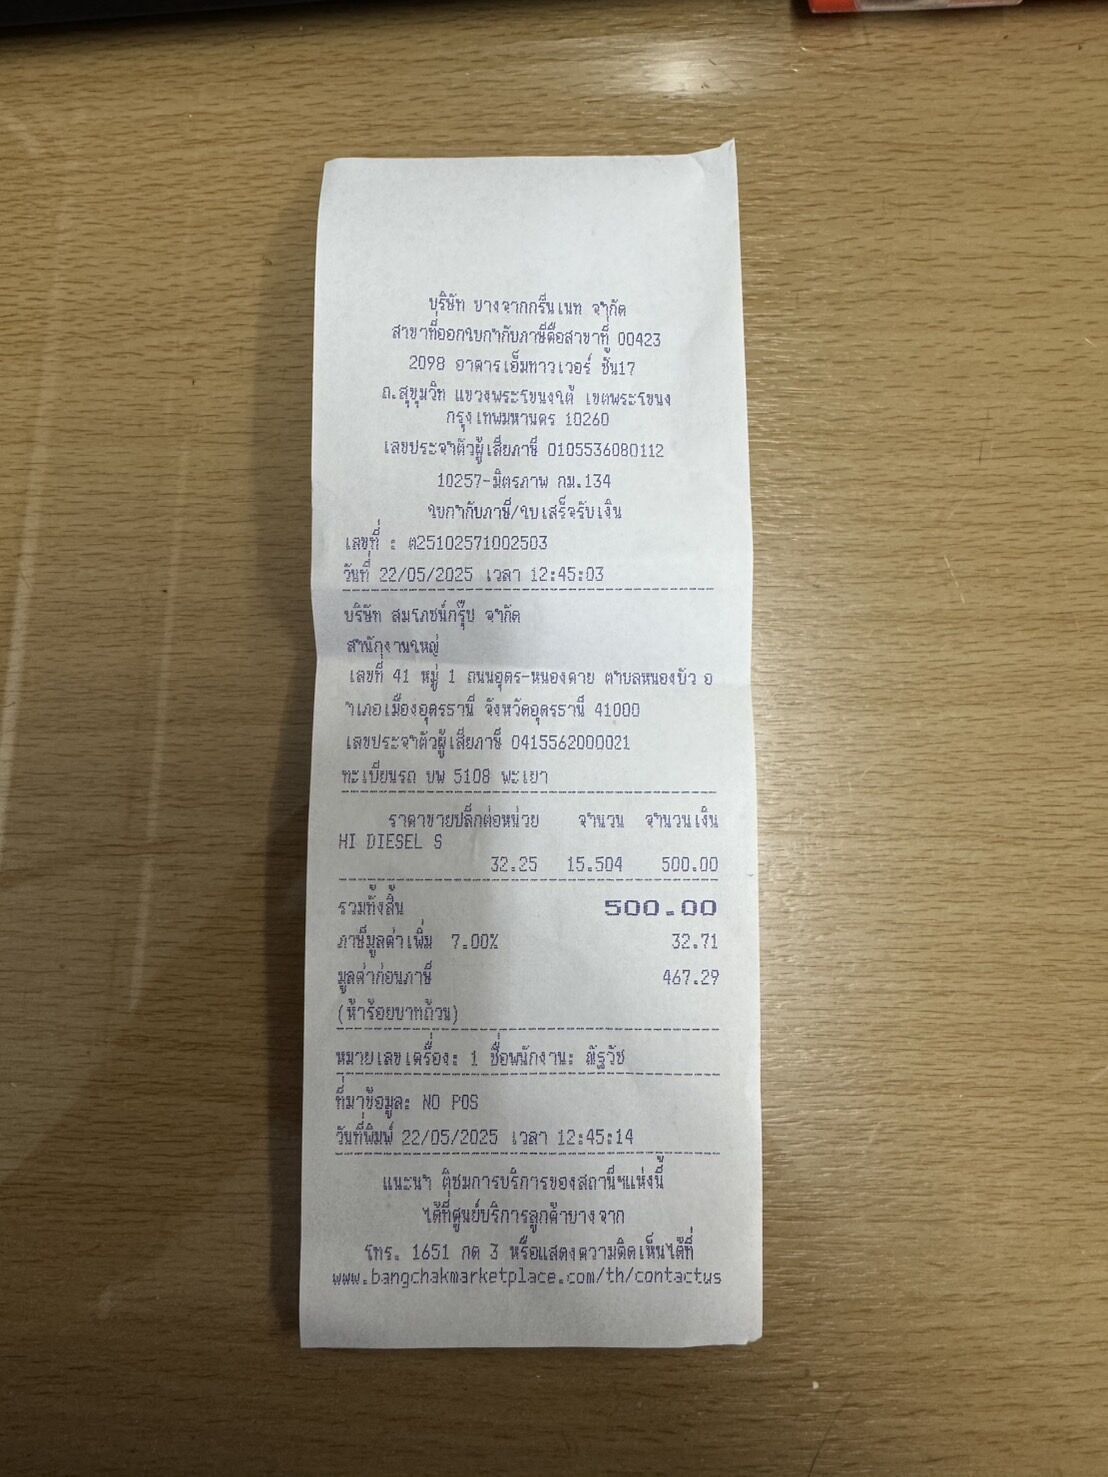 บริษัท บางจากกรีนเนท จำกัด
สาขาที่ออกใบกำกับภาษีคือสาขาที่ 00423
2098 อาคารเอ็มทาวเวอร์ ชั้น17
ถ.สุขุมวิท แขวงพระโขนงใต้ เขตพระโขนง
กรุงเทพมหานคร 10260
เลขประจำตัวผู้เสียภาษี 0105536080112
10257-มิตรภาพ กม.134
ใบกำกับภาษี/ใบเสร็จรับเงิน
เลขที่ : ต25102571002503
วันที่ 22/05/2025 เวลา 12:45:03
บริษัท สมโภชน์กรุ๊ป จำกัด
สำนักงานใหญ่
เลขที่ 41 หมู่ 1 ถนนอุดร-หนองคาย ตำบลหนองบัว อ
ำเภอเมืองอุดรธานี จังหวัดอุดรธานี 41000
เลขประจำตัวผู้เสียภาษี 0415562000021
ทะเบียนรถ บพ 5108 พะเยา
ราคาขายปลีกต่อหน่วย จำนวน จำนวนเงิน
HI DIESEL S
32.25 15.504 500.00
รวมทั้งสิ้น 500.00
ภาษีมูลค่าเพิ่ม 7.00% 32.71
มูลค่าก่อนภาษี 467.29
(ห้าร้อยบาทถ้วน)
หมายเลขเครื่อง: 1 ชื่อพนักงาน: ณัฐวัช
ที่มาข้อมูล: NO POS
วันที่พิมพ์ 22/05/2025 เวลา 12:45:14
แนะนำ ติชมการบริการของสถานีฯแห่งนี้
ได้ที่ศูนย์บริการลูกค้าบางจาก
โทร. 1651 กด 3 หรือแสดงความคิดเห็นได้ที่
www.bangchakmarketplace.com/th/contactus